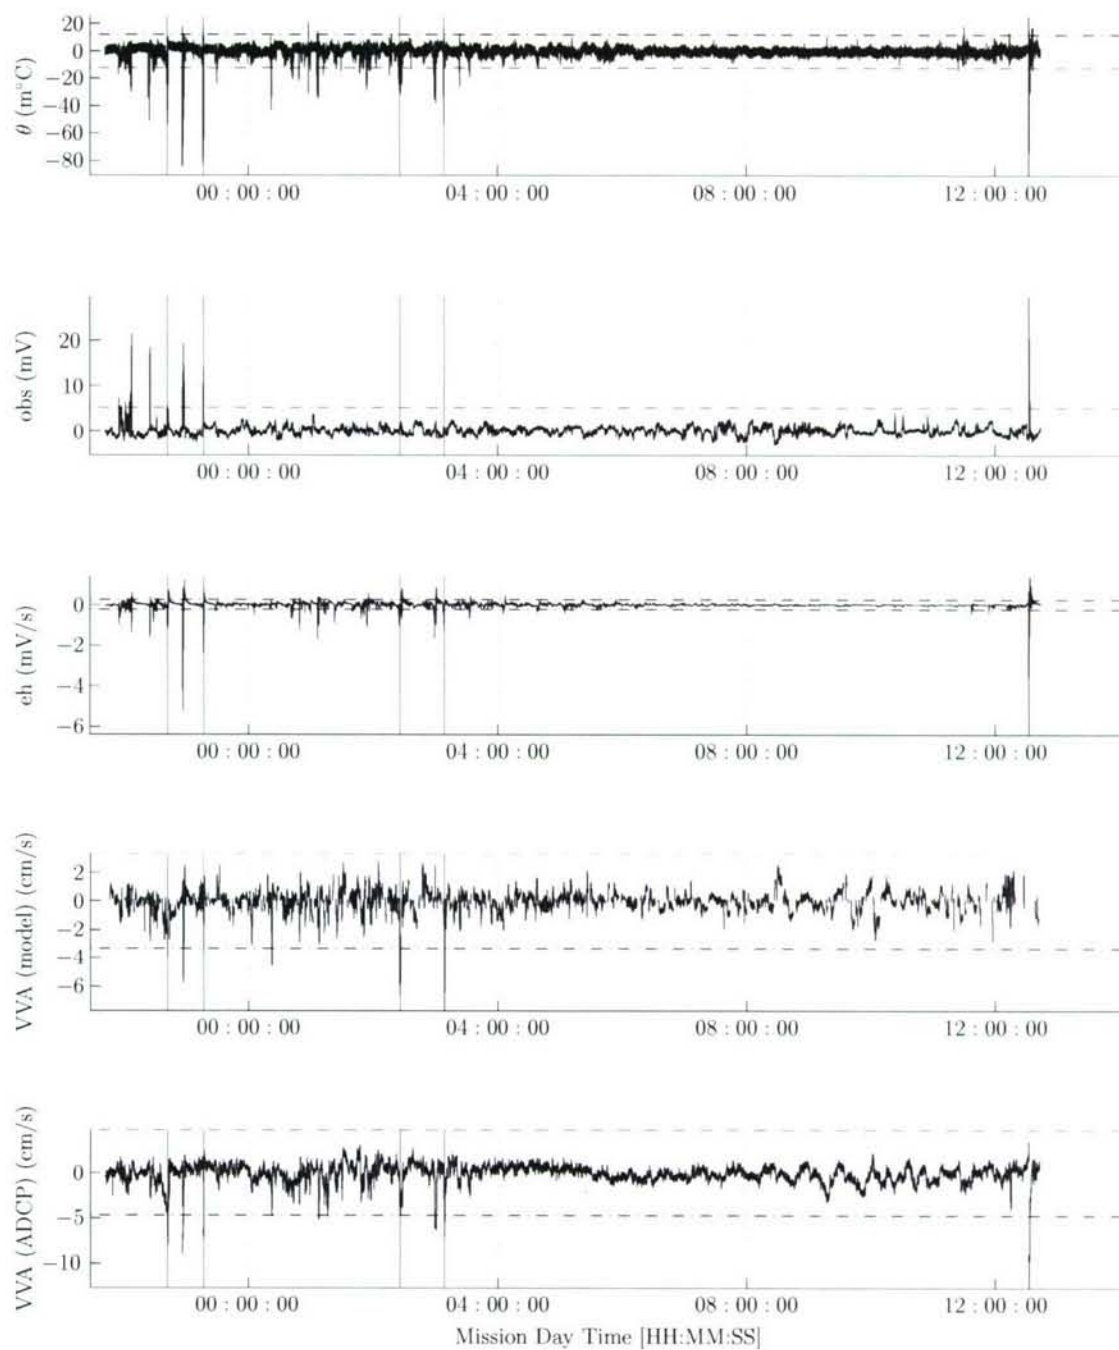 θ (m°C)
20
0
−20
−40
−60
−80
00 : 00 : 00 04 : 00 : 00 08 : 00 : 00 12 : 00 : 00
obs (mV)
20
10
0
00 : 00 : 00 04 : 00 : 00 08 : 00 : 00 12 : 00 : 00
eh (mV/s)
0
−2
−4
−6
00 : 00 : 00 04 : 00 : 00 08 : 00 : 00 12 : 00 : 00
VVA (model) (cm/s)
2
0
−2
−4
−6
00 : 00 : 00 04 : 00 : 00 08 : 00 : 00 12 : 00 : 00
VVA (ADCP) (cm/s)
0
−5
−10
00 : 00 : 00 04 : 00 : 00 08 : 00 : 00 12 : 00 : 00
Mission Day Time [HH:MM:SS]